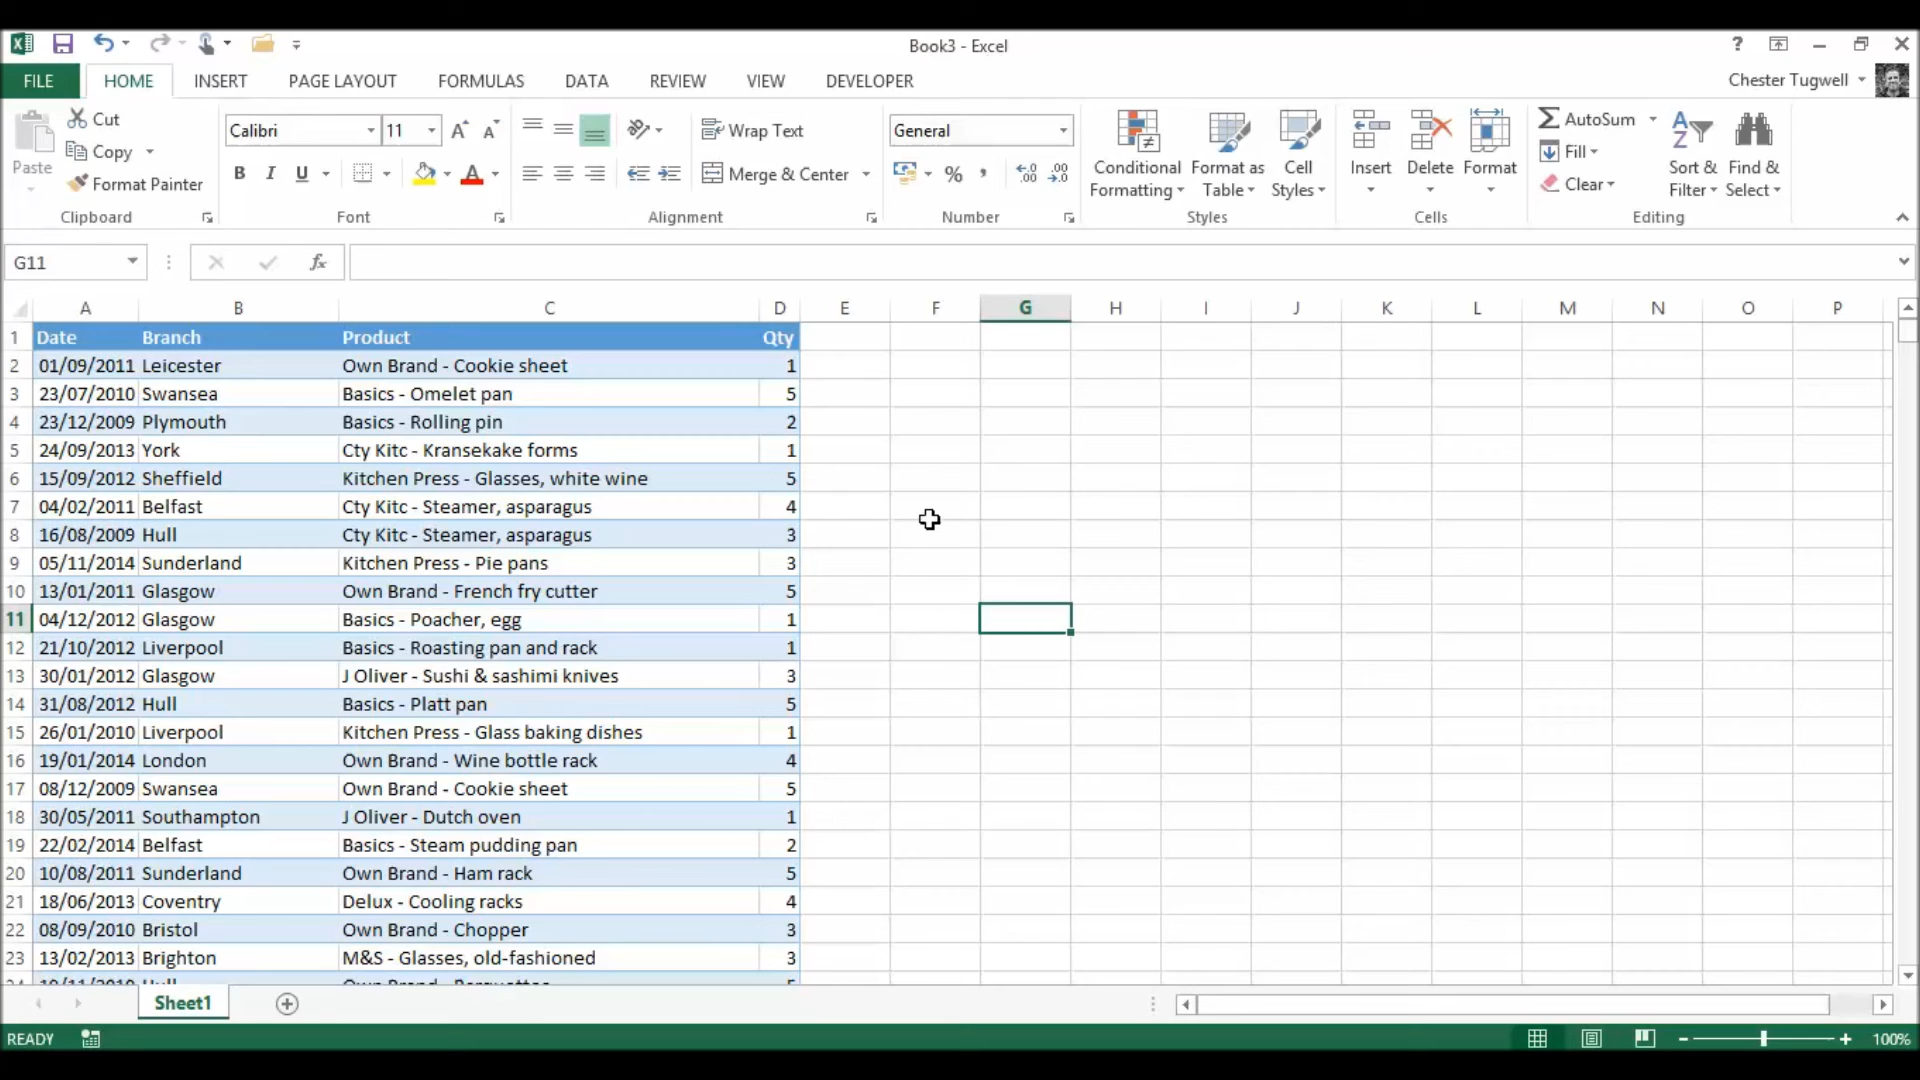 Book3 - Excel
?
FILE HOME INSERT PAGE LAYOUT FORMULAS DATA REVIEW VIEW DEVELOPER
Chester Tugwell
Paste
Cut
Copy
Format Painter
Clipboard
Calibri 11
B I U
Font
Wrap Text
Merge & Center
Alignment
General
%
Number
Conditional Formatting
Format as Table
Cell Styles
Styles
Insert
Delete
Format
Cells
AutoSum
Fill
Clear
Sort & Filter
Find & Select
Editing
G11
fx
A B C D E F G H I J K L M N O P
1 Date Branch Product Qty
2 01/09/2011 Leicester Own Brand - Cookie sheet 1
3 23/07/2010 Swansea Basics - Omelet pan 5
4 23/12/2009 Plymouth Basics - Rolling pin 2
5 24/09/2013 York Cty Kitc - Kransekake forms 1
6 15/09/2012 Sheffield Kitchen Press - Glasses, white wine 5
7 04/02/2011 Belfast Cty Kitc - Steamer, asparagus 4
8 16/08/2009 Hull Cty Kitc - Steamer, asparagus 3
9 05/11/2014 Sunderland Kitchen Press - Pie pans 3
10 13/01/2011 Glasgow Own Brand - French fry cutter 5
11 04/12/2012 Glasgow Basics - Poacher, egg 1
12 21/10/2012 Liverpool Basics - Roasting pan and rack 1
13 30/01/2012 Glasgow J Oliver - Sushi & sashimi knives 3
14 31/08/2012 Hull Basics - Platt pan 5
15 26/01/2010 Liverpool Kitchen Press - Glass baking dishes 1
16 19/01/2014 London Own Brand - Wine bottle rack 4
17 08/12/2009 Swansea Own Brand - Cookie sheet 5
18 30/05/2011 Southampton J Oliver - Dutch oven 1
19 22/02/2014 Belfast Basics - Steam pudding pan 2
20 10/08/2011 Sunderland Own Brand - Ham rack 5
21 18/06/2013 Coventry Delux - Cooling racks 4
22 08/09/2010 Bristol Own Brand - Chopper 3
23 13/02/2013 Brighton M&S - Glasses, old-fashioned 3
Sheet1
READY
100%